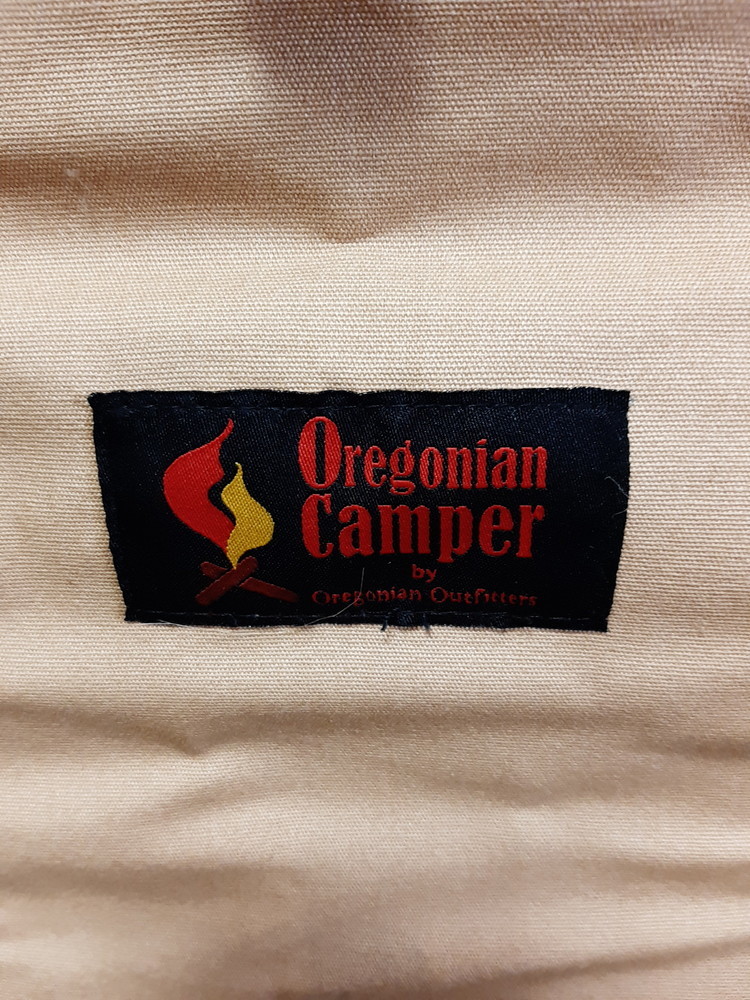 Oregonian
Camper
by
Oregonian Outfitters